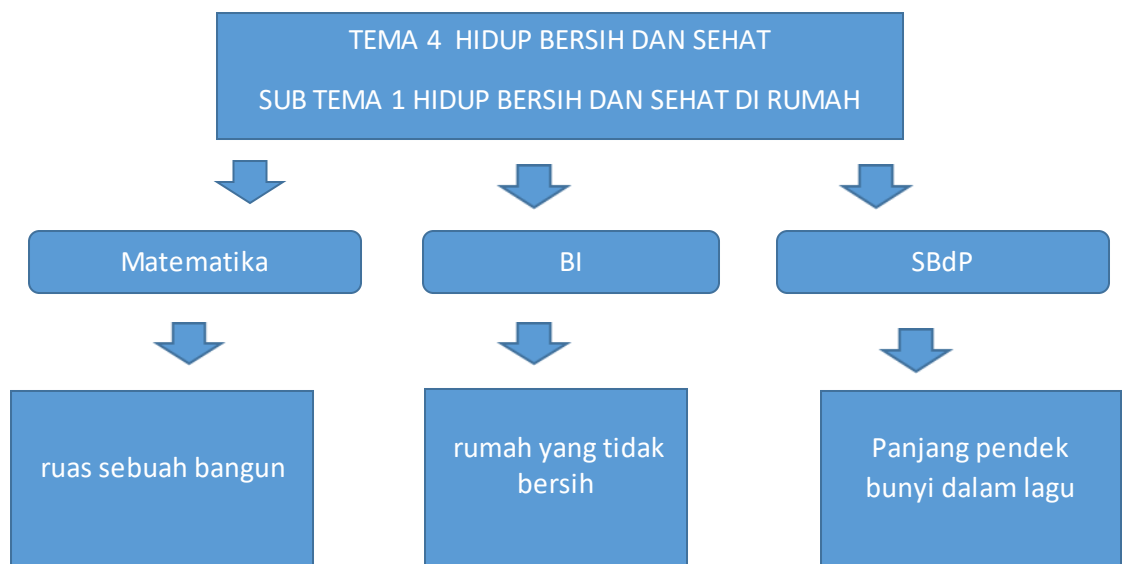 TEMA 4 HIDUP BERSIH DAN SEHAT
SUB TEMA 1 HIDUP BERSIH DAN SEHAT DI RUMAH
Matematika
BI
SBdP
ruas sebuah bangun
rumah yang tidak
bersih
Panjang pendek
bunyi dalam lagu